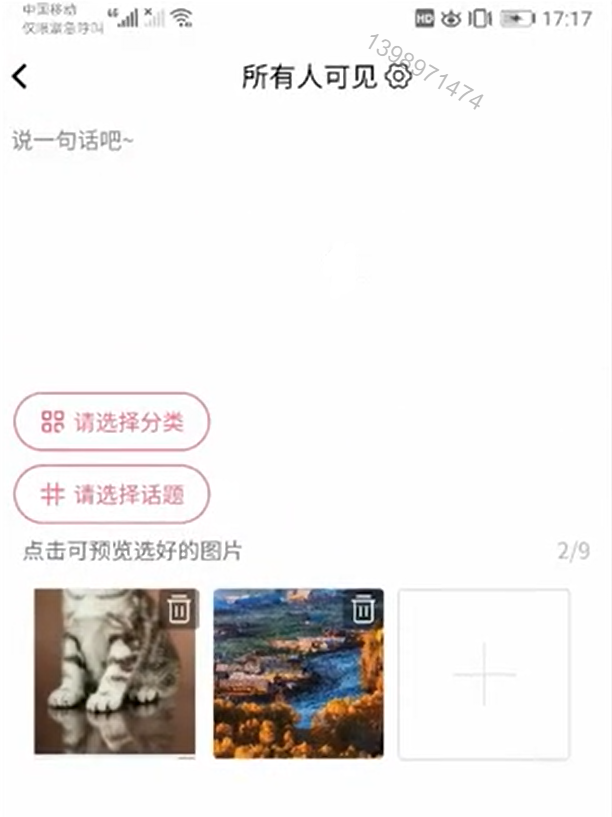 中国移动
仅限紧急呼叫
HD
17:17
所有人可见
1398971474
说一句话吧~
请选择分类
请选择话题
点击可预览选好的图片
2/9